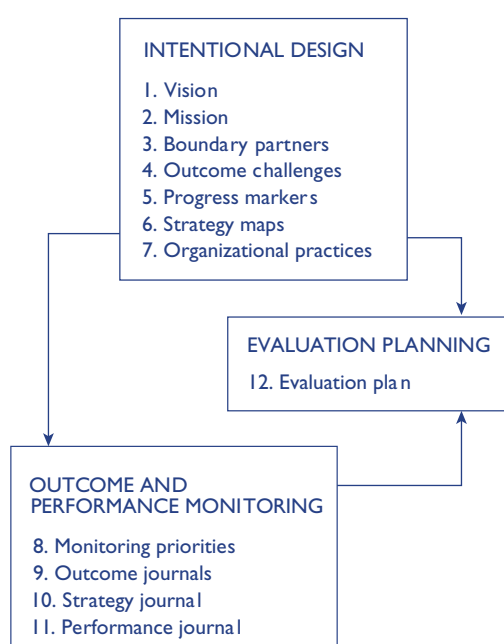 INTENTIONAL DESIGN
1. Vision
2. Mission
3. Boundary partners
4. Outcome challenges
5. Progress markers
6. Strategy maps
7. Organizational practices
EVALUATION PLANNING
12. Evaluation plan
OUTCOME AND
PERFORMANCE MONITORING
8. Monitoring priorities
9. Outcome journals
10. Strategy journal
11. Performance journal